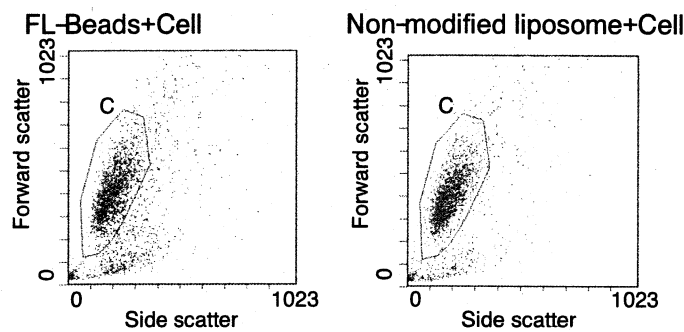 FL-Beads+Cell
1023
Forward scatter
C
0
0
1023
Side scatter
Non-modified liposome+Cell
1023
Forward scatter
C
0
0
1023
Side scatter